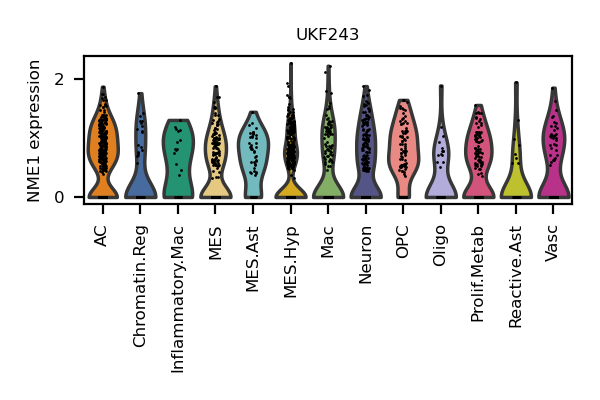 UKF243
NME1 expression
2
0
AC
Chromatin.Reg
Inflammatory.Mac
MES
MES.Ast
MES.Hyp
Mac
Neuron
OPC
Oligo
Prolif.Metab
Reactive.Ast
Vasc